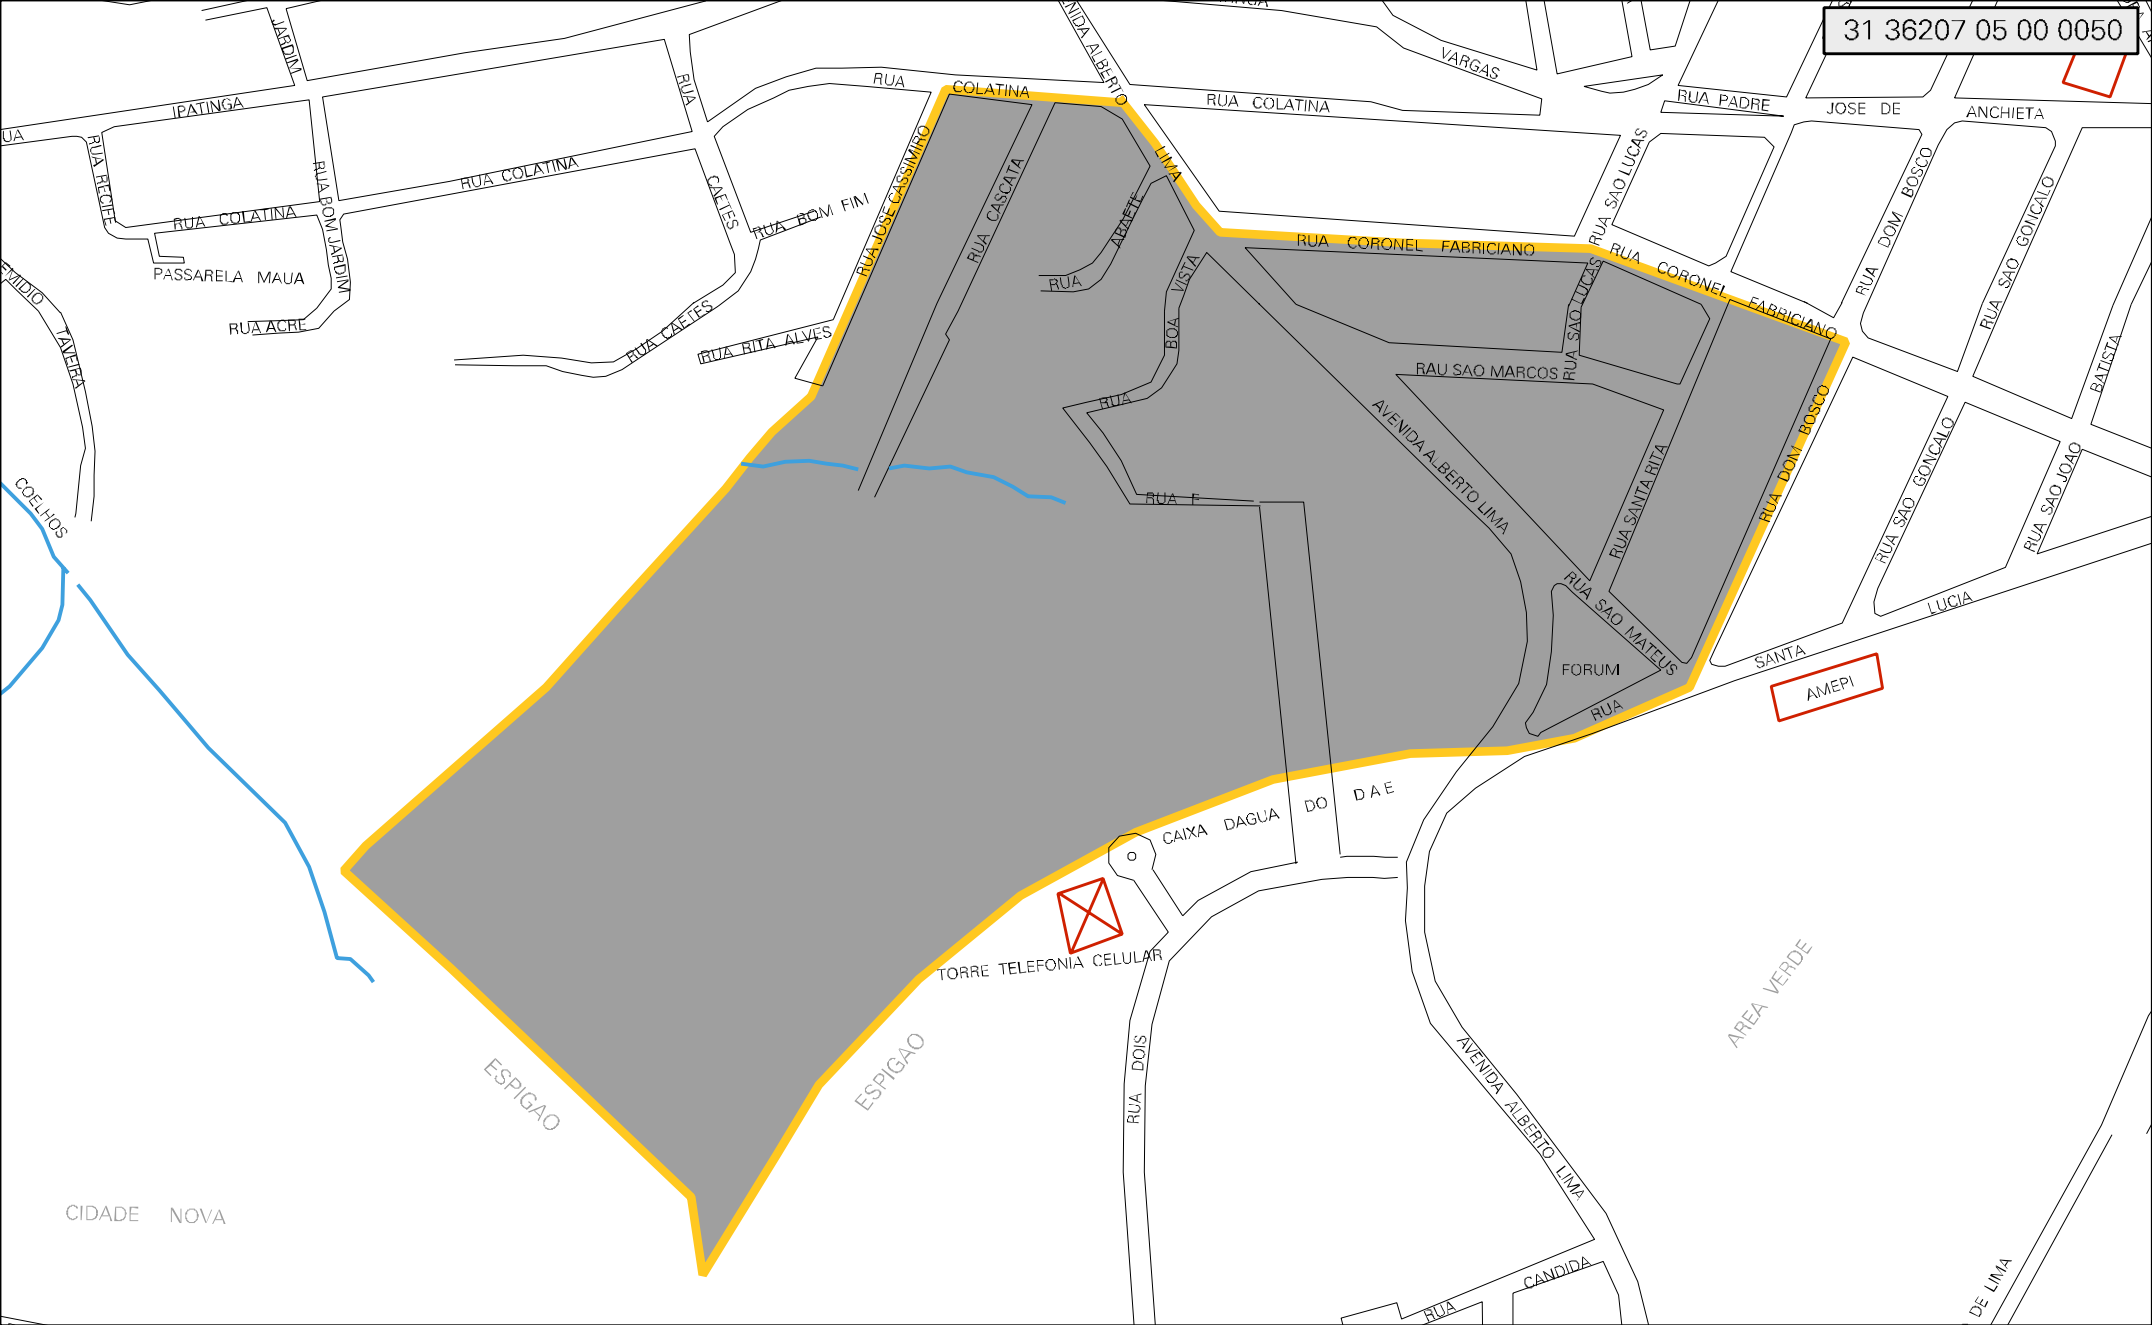 31 36207 05 00 0050
JARDIM
IPATINGA
UA
RUA RECIFE
RUA COLATINA
RUA BOM JARDIM
RUA COLATINA
PASSARELA MAUA
RUA ACRE
EMIDIO
TAVEIRA
COELHOS
RUA
CAETES
RUA BOM FIM
RUA CAETES
RUA RITA ALVES
RUA JOSE CASSIMIRO
RUA COLATINA
NIDA ALBERTO LIMA
RUA COLATINA
VARGAS
RUA PADRE JOSE DE ANCHIETA
RUA CASCATA
RUA ABAETE
RUA BOA VISTA
RUA F
RUA CORONEL FABRICIANO
RUA CORONEL FABRICIANO
RUA SAO LUCAS
RUA SAO LUCAS
RAU SAO MARCOS
AVENIDA ALBERTO LIMA
RUA SANTA RITA
RUA DOM BOSCO
RUA DOM BOSCO
RUA SAO GONCALO
RUA SAO GONCALO
BATISTA
RUA SAO JOAO
RUA SAO MATEUS
FORUM
RUA SANTA LUCIA
AMEPI
CAIXA DAGUA DO DAE
TORRE TELEFONIA CELULAR
ESPIGAO
ESPIGAO
AREA VERDE
RUA DOIS
AVENIDA ALBERTO LIMA
CIDADE NOVA
RUA CANDIDA
DE LIMA